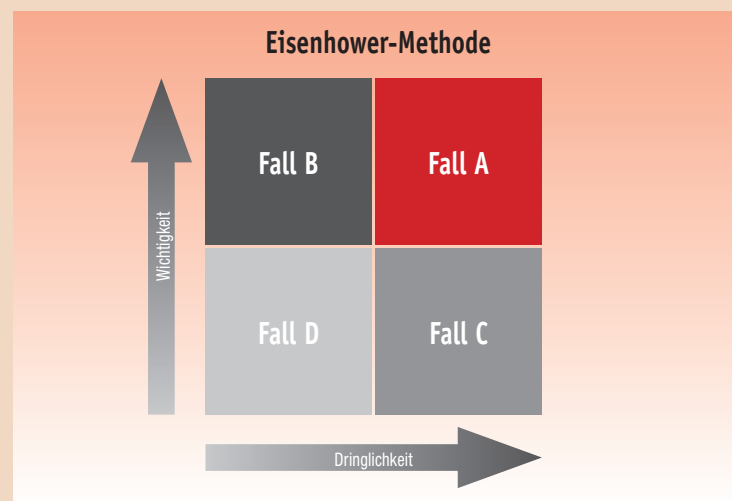 Eisenhower-Methode
Fall B
Fall A
Wichtigkeit
Fall D
Fall C
Dringlichkeit